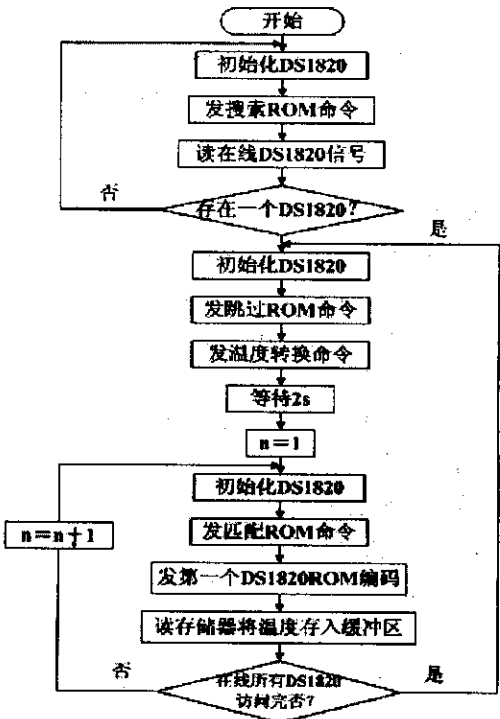 开始
初始化DS1820
发搜索ROM命令
读在线DS1820信号
否
存在一个DS1820?
是
初始化DS1820
发跳过ROM命令
发温度转换命令
等待2s
n=1
初始化DS1820
n=n+1
发匹配ROM命令
发第一个DS1820ROM编码
读存储器将温度存入缓冲区
否
在线所有DS1820
访问完否?
是